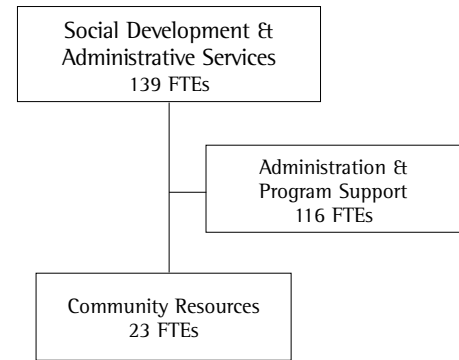 Social Development &
Administrative Services
139 FTEs
Administration &
Program Support
116 FTEs
Community Resources
23 FTEs